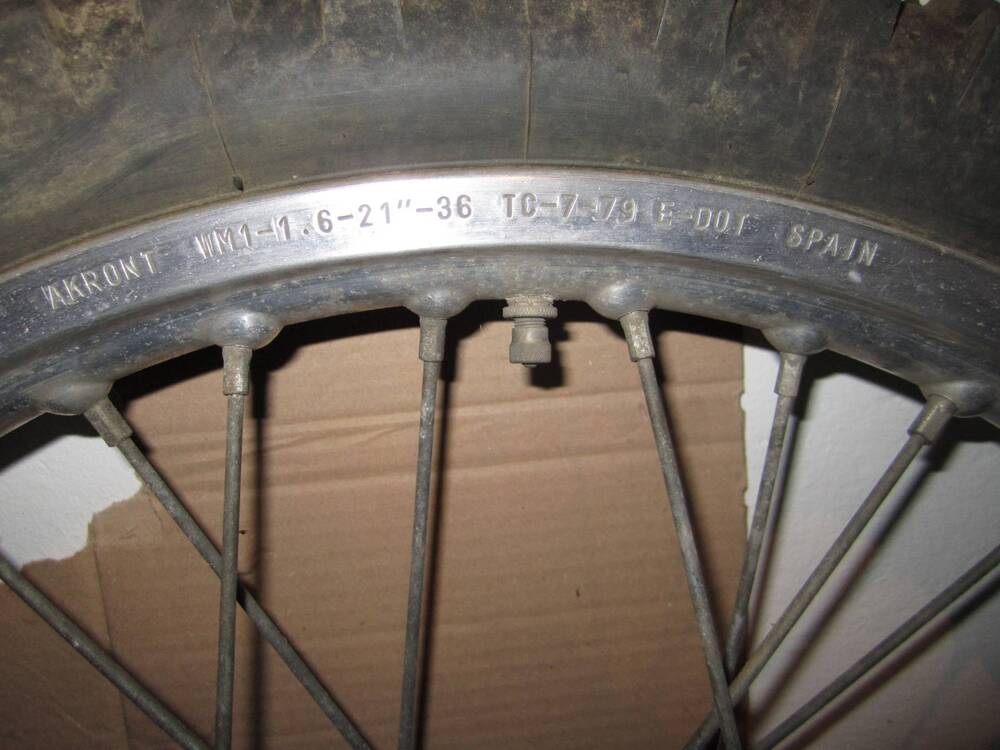 AKRONT WM1-1.6-21"-36 TC-7 /79 E-DOT SPAIN